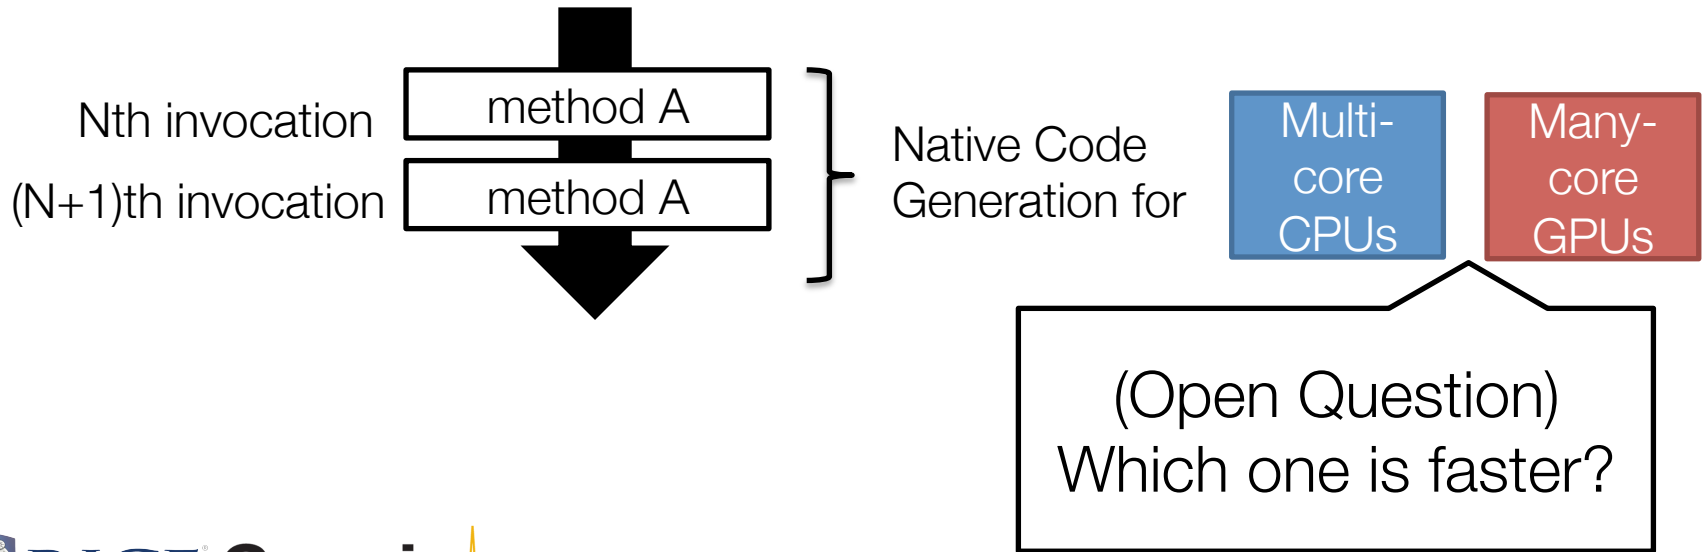 Nth invocation
method A
(N+1)th invocation
method A
Native Code
Generation for
Multi-
core
CPUs
Many-
core
GPUs
(Open Question)
Which one is faster?